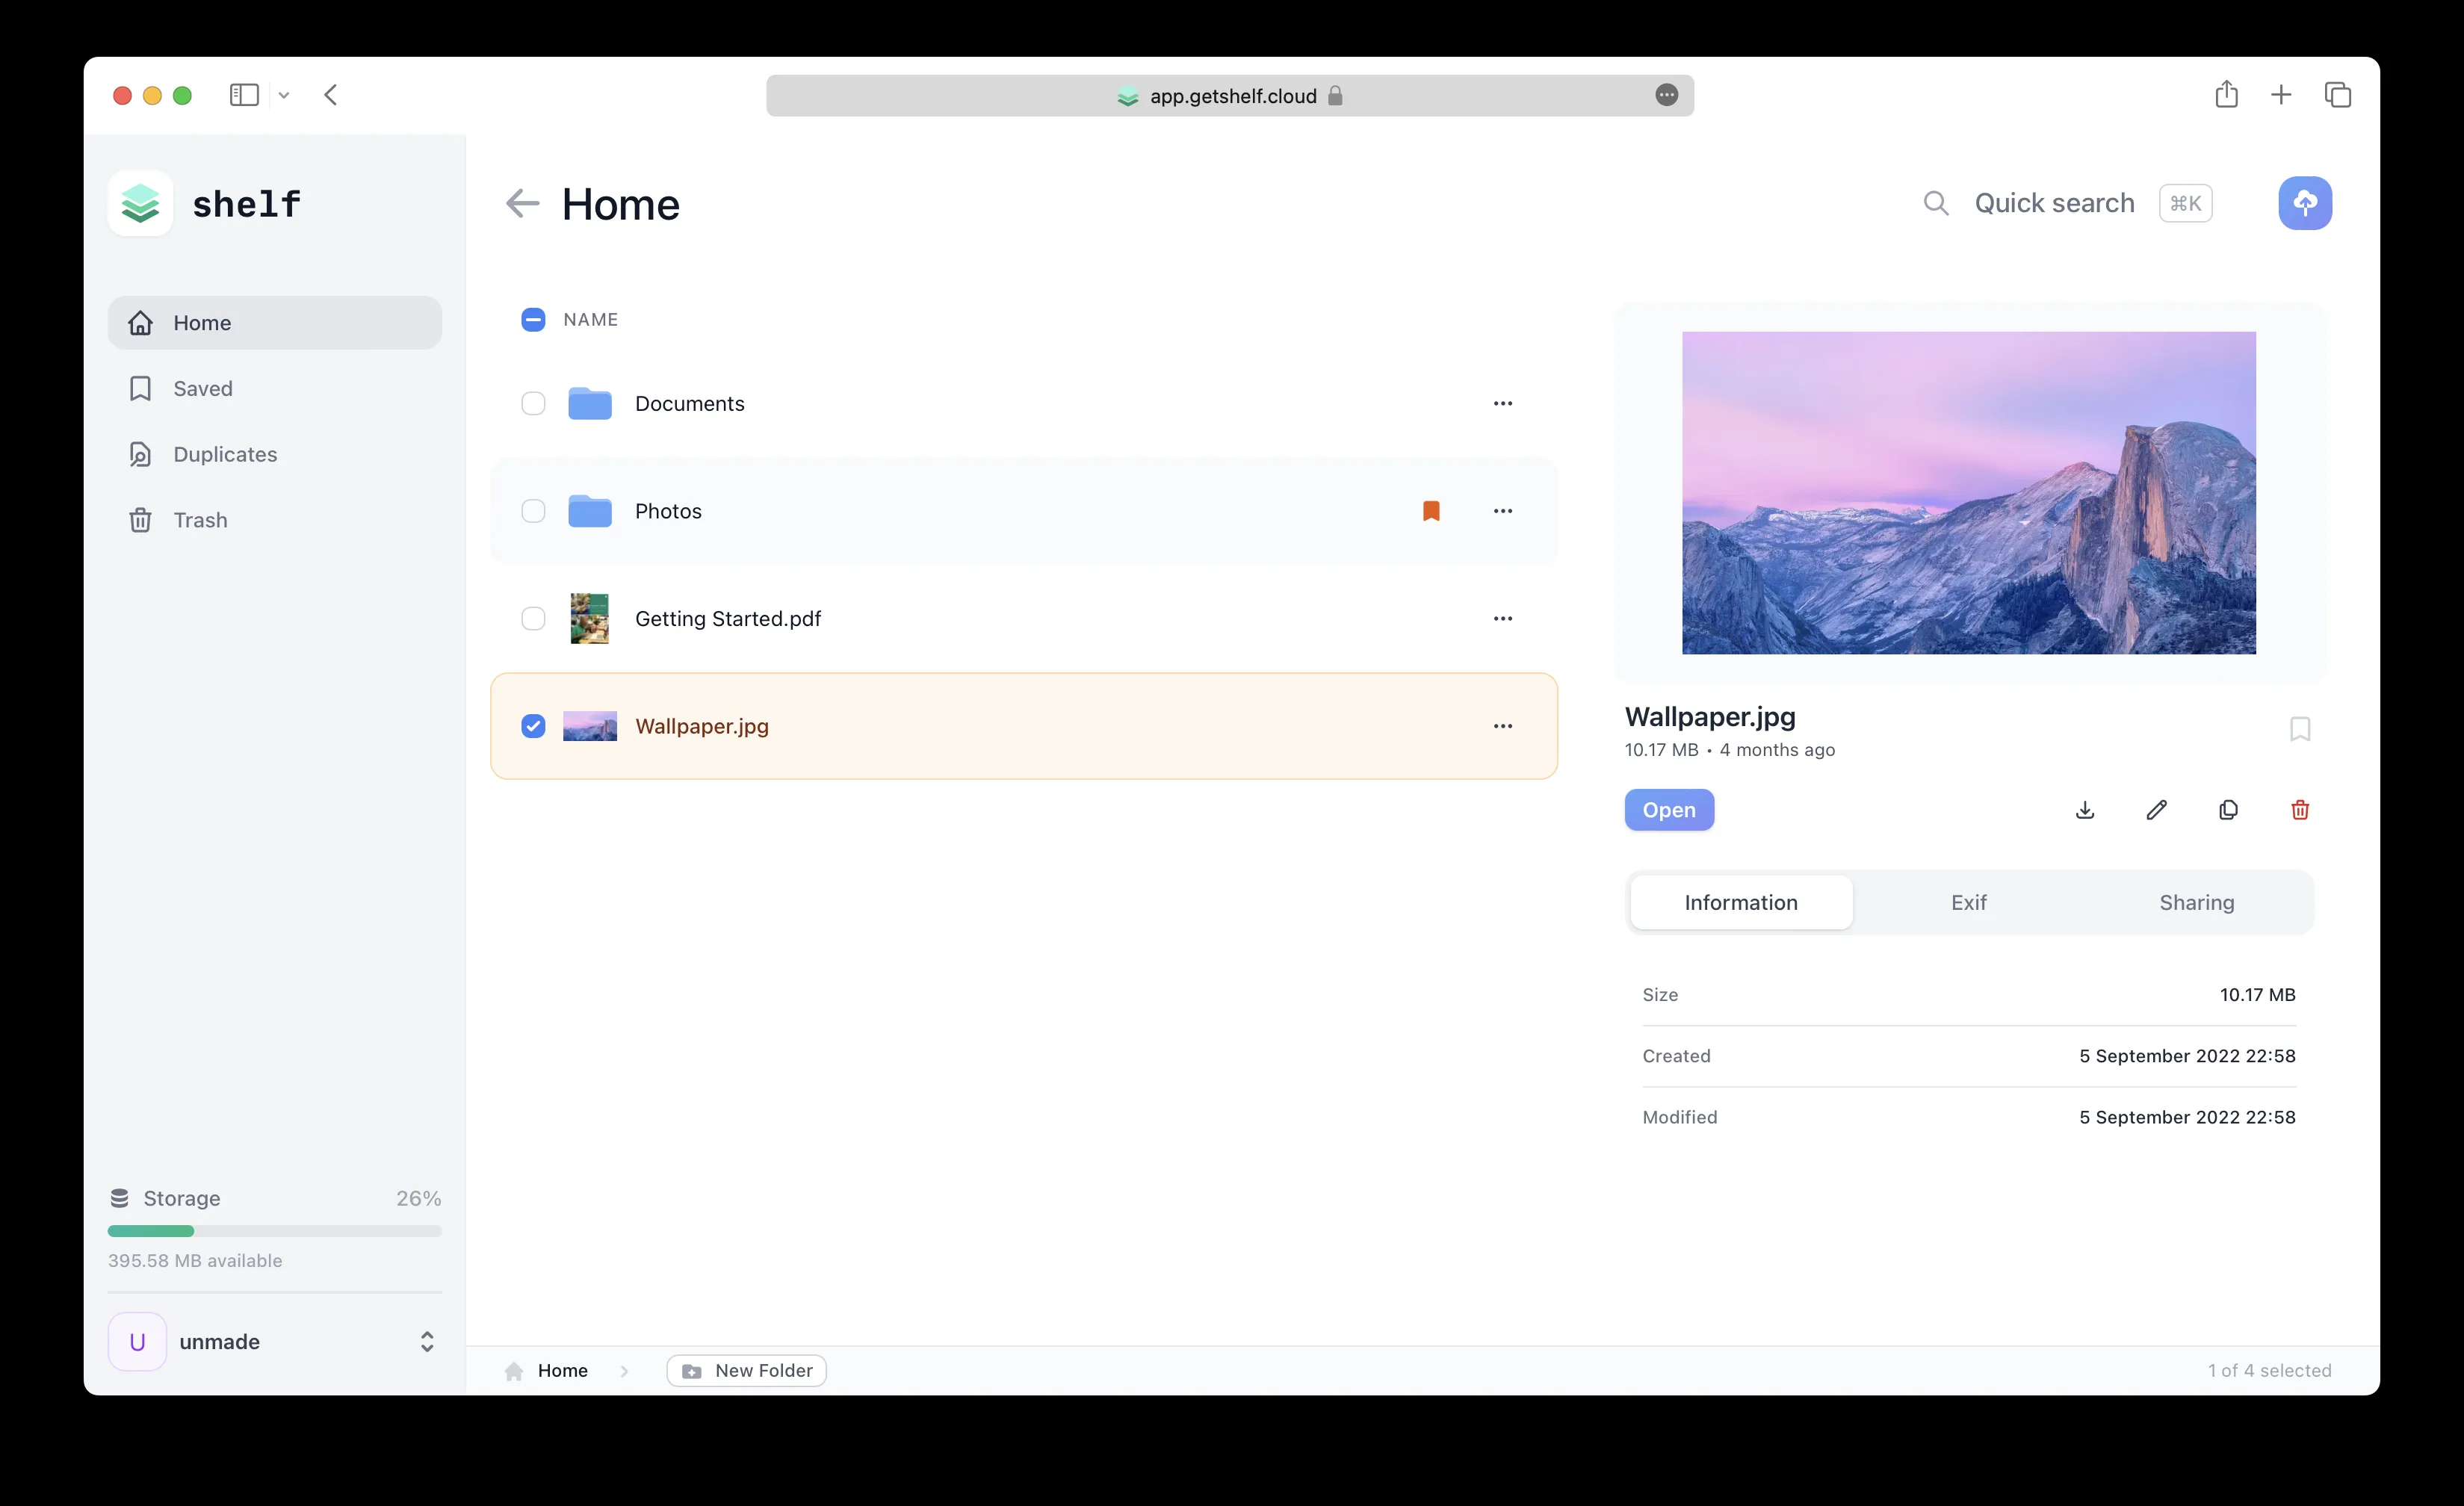 app.getshelf.cloud
shelf
Home
Saved
Duplicates
Trash
Storage 26%
395.58 MB available
U unmade
Home
Quick search ⌘K
NAME
Documents
Photos
Getting Started.pdf
Wallpaper.jpg
Wallpaper.jpg
10.17 MB • 4 months ago
Open
Information Exif Sharing
Size 10.17 MB
Created 5 September 2022 22:58
Modified 5 September 2022 22:58
Home New Folder
1 of 4 selected